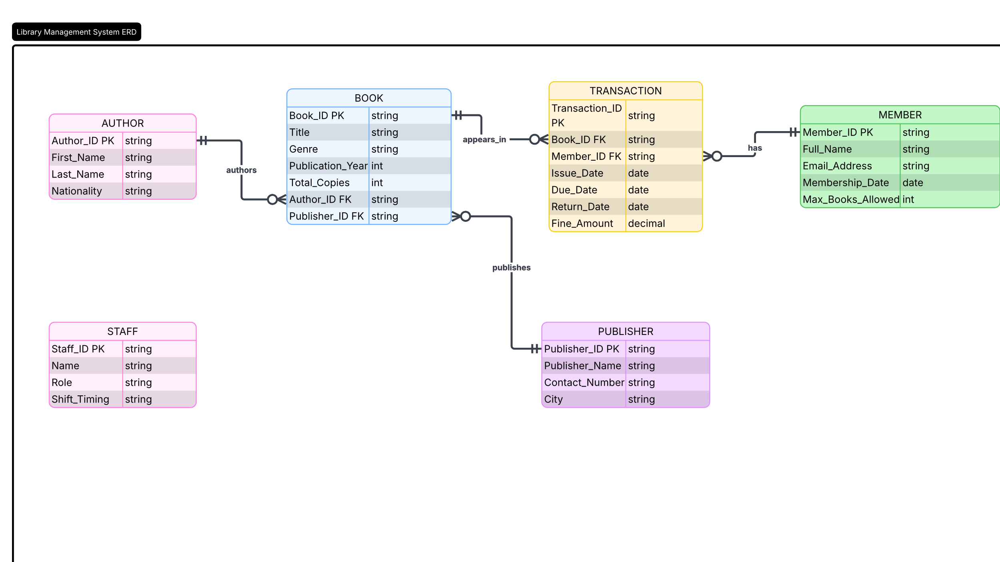 Library Management System ERD
AUTHOR
Author_ID PK string
First_Name string
Last_Name string
Nationality string
authors
BOOK
Book_ID PK string
Title string
Genre string
Publication_Year int
Total_Copies int
Author_ID FK string
Publisher_ID FK string
appears_in
TRANSACTION
Transaction_ID
PK string
Book_ID FK string
Member_ID FK string
Issue_Date date
Due_Date date
Return_Date date
Fine_Amount decimal
has
MEMBER
Member_ID PK string
Full_Name string
Email_Address string
Membership_Date date
Max_Books_Allowed int
publishes
STAFF
Staff_ID PK string
Name string
Role string
Shift_Timing string
PUBLISHER
Publisher_ID PK string
Publisher_Name string
Contact_Number string
City string